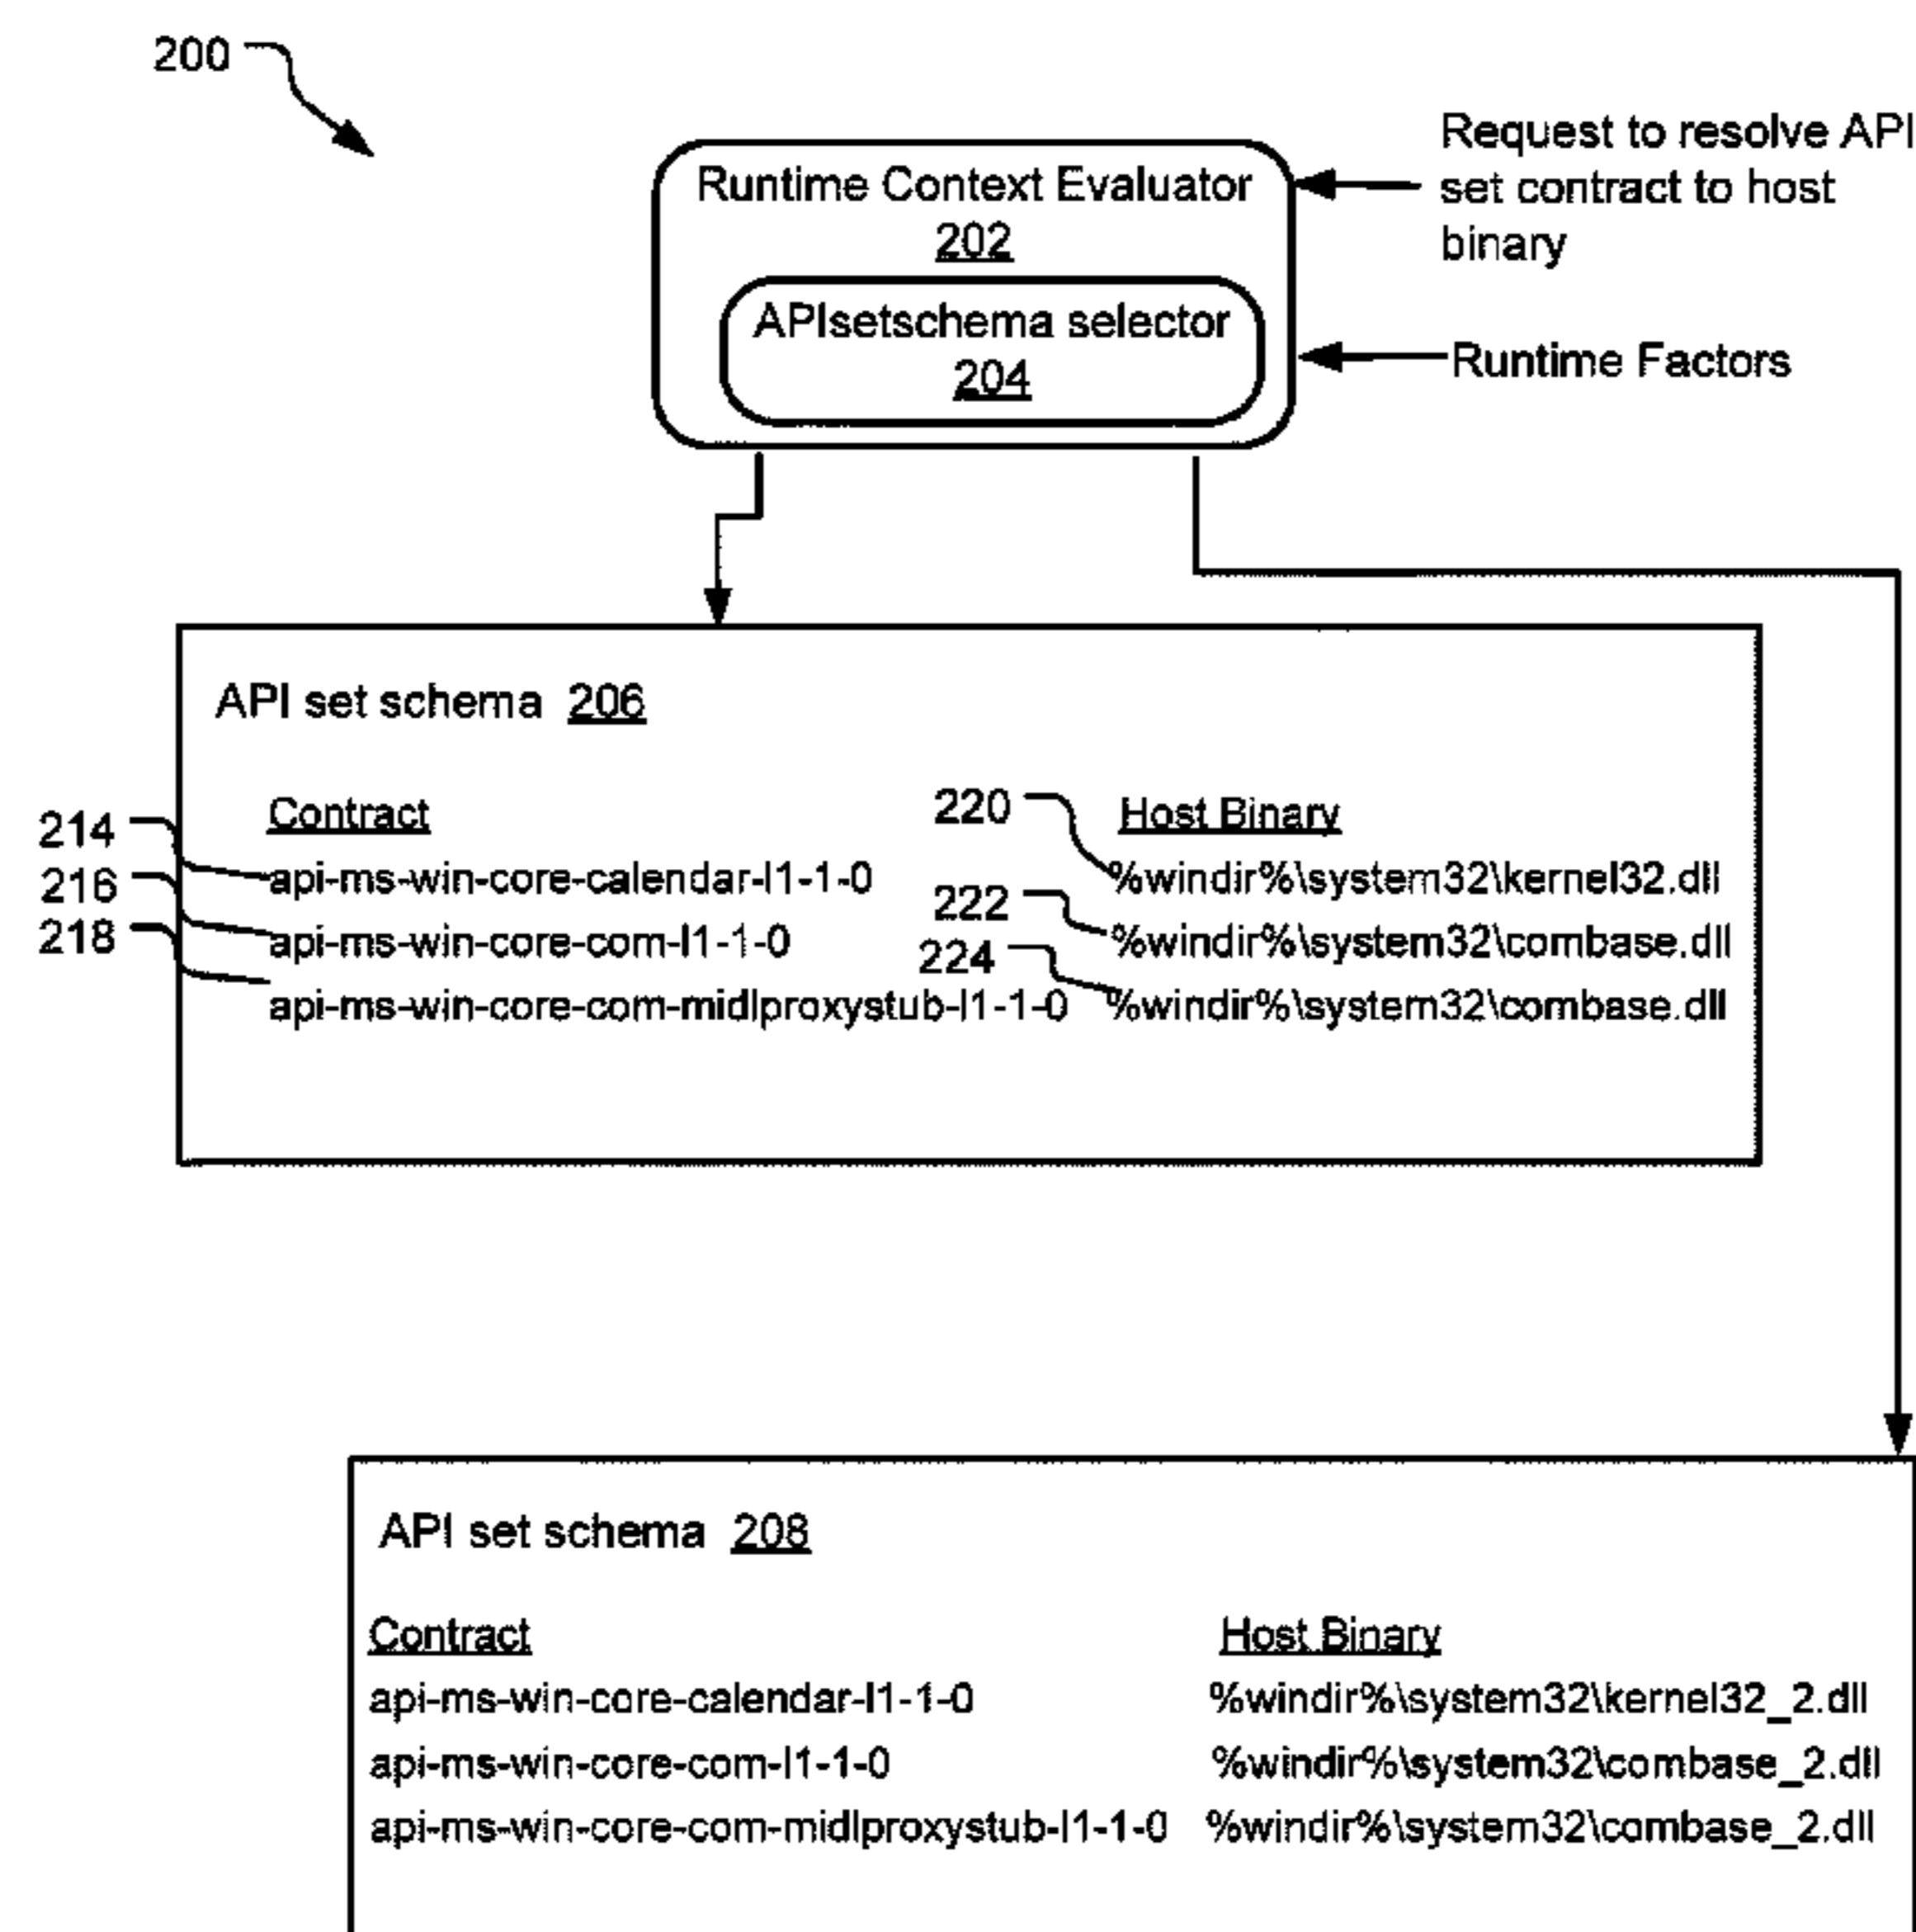 200
Runtime Context Evaluator
202
APIsetschema selector
204
Request to resolve API
set contract to host
binary
Runtime Factors
API set schema 206
Contract
Host Binary
214
api-ms-win-core-calendar-l1-1-0
220
%windir%\system32\kernel32.dll
216
api-ms-win-core-com-l1-1-0
222
%windir%\system32\combase.dll
218
api-ms-win-core-com-midlproxystub-l1-1-0
224
%windir%\system32\combase.dll
API set schema 208
Contract
Host Binary
api-ms-win-core-calendar-l1-1-0
%windir%\system32\kernel32_2.dll
api-ms-win-core-com-l1-1-0
%windir%\system32\combase_2.dll
api-ms-win-core-com-midlproxystub-l1-1-0
%windir%\system32\combase_2.dll